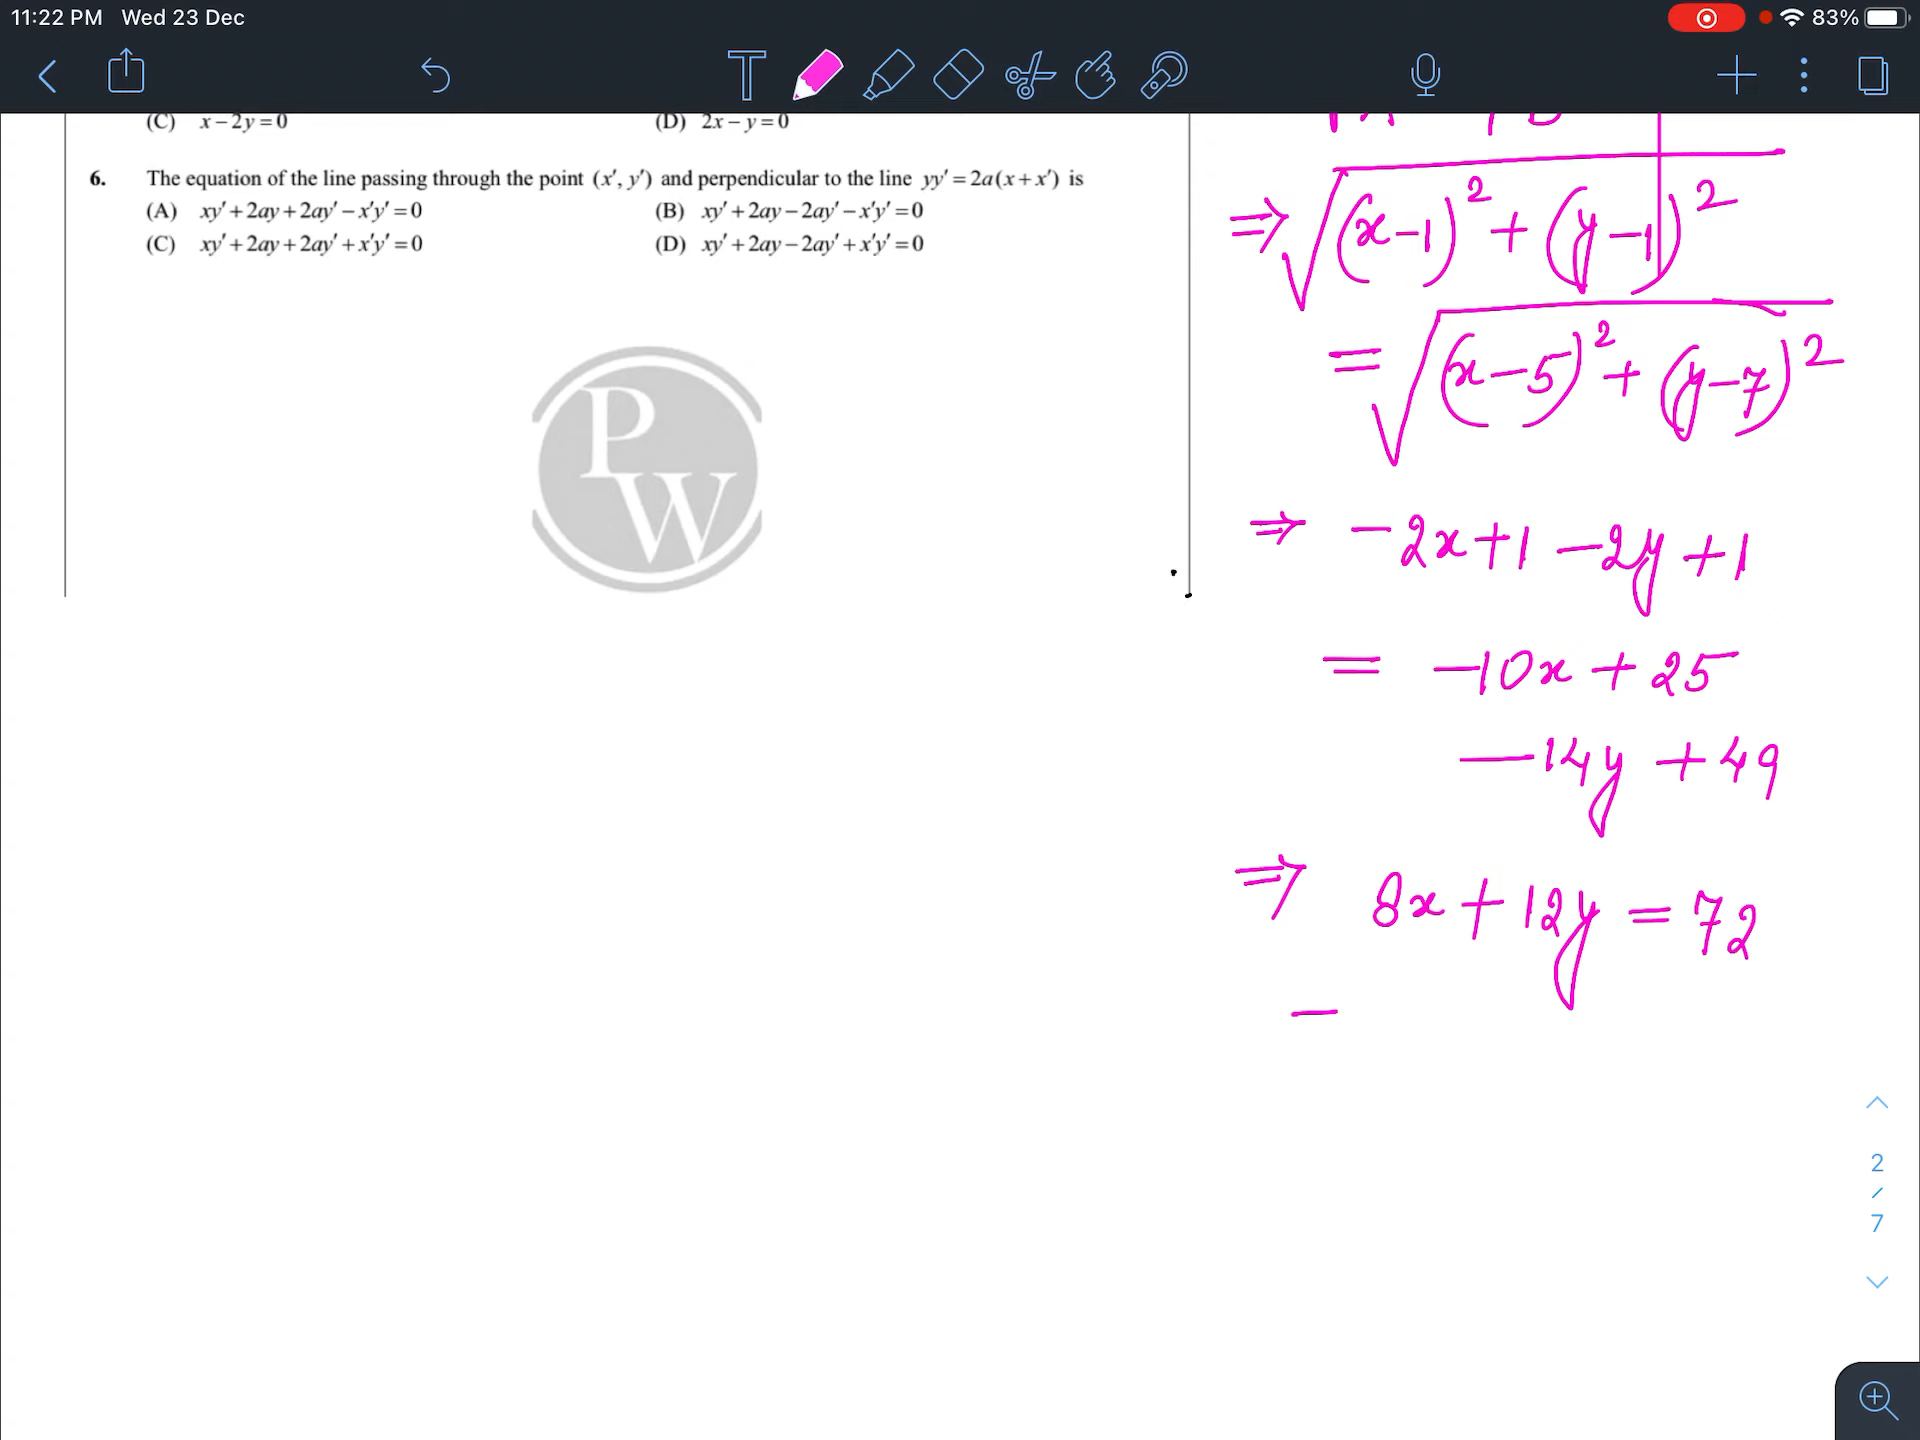 11:22 PM Wed 23 Dec 83%
(C) x−2y=0 (D) 2x−y=0
6. The equation of the line passing through the point (x′, y′) and perpendicular to the line yy′=2a(x+x′) is
(A) xy′+2ay+2ay′−x′y′=0 (B) xy′+2ay−2ay′−x′y′=0
(C) xy′+2ay+2ay′+x′y′=0 (D) xy′+2ay−2ay′+x′y′=0
PW
⇒ √(x−1)² + (y−1)²
= √(x−5)² + (y−7)²
⇒ −2x+1 −2y+1
= −10x+25
−14y+49
⇒ 8x+12y=72
−
2
/
7